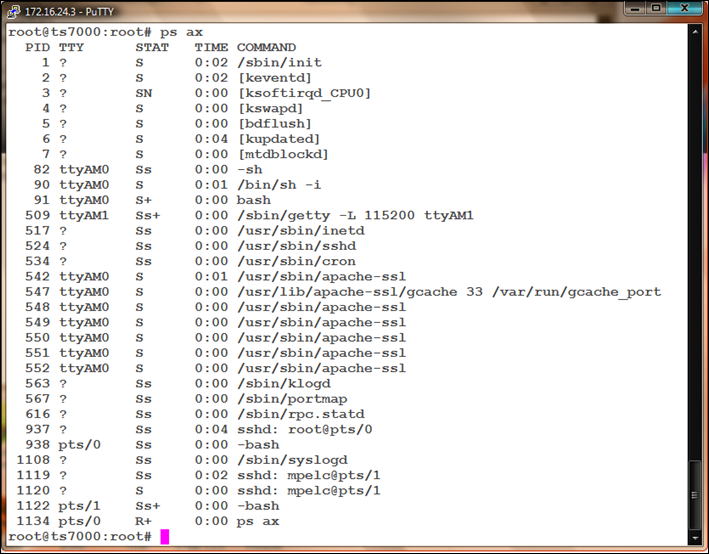 172.16.24.3 - PuTTY
root@ts7000:root# ps ax
PID TTY STAT TIME COMMAND
1 ? S 0:02 /sbin/init
2 ? S 0:02 [keventd]
3 ? SN 0:00 [ksoftirqd_CPU0]
4 ? S 0:00 [kswapd]
5 ? S 0:00 [bdflush]
6 ? S 0:04 [kupdated]
7 ? S 0:00 [mtdblockd]
82 ttyAM0 Ss 0:00 -sh
90 ttyAM0 S 0:01 /bin/sh -i
91 ttyAM0 S+ 0:00 bash
509 ttyAM1 Ss+ 0:00 /sbin/getty -L 115200 ttyAM1
517 ? Ss 0:00 /usr/sbin/inetd
524 ? Ss 0:00 /usr/sbin/sshd
534 ? Ss 0:00 /usr/sbin/cron
542 ttyAM0 S 0:01 /usr/sbin/apache-ssl
547 ttyAM0 S 0:00 /usr/lib/apache-ssl/gcache 33 /var/run/gcache_port
548 ttyAM0 S 0:00 /usr/sbin/apache-ssl
549 ttyAM0 S 0:00 /usr/sbin/apache-ssl
550 ttyAM0 S 0:00 /usr/sbin/apache-ssl
551 ttyAM0 S 0:00 /usr/sbin/apache-ssl
552 ttyAM0 S 0:00 /usr/sbin/apache-ssl
563 ? Ss 0:00 /sbin/klogd
567 ? Ss 0:00 /sbin/portmap
616 ? Ss 0:00 /sbin/rpc.statd
937 ? Ss 0:04 sshd: root@pts/0
938 pts/0 Ss 0:00 -bash
1108 ? Ss 0:00 /sbin/syslogd
1119 ? Ss 0:02 sshd: mpelc@pts/1
1120 ? S 0:00 sshd: mpelc@pts/1
1122 pts/1 Ss+ 0:00 -bash
1134 pts/0 R+ 0:00 ps ax
root@ts7000:root#